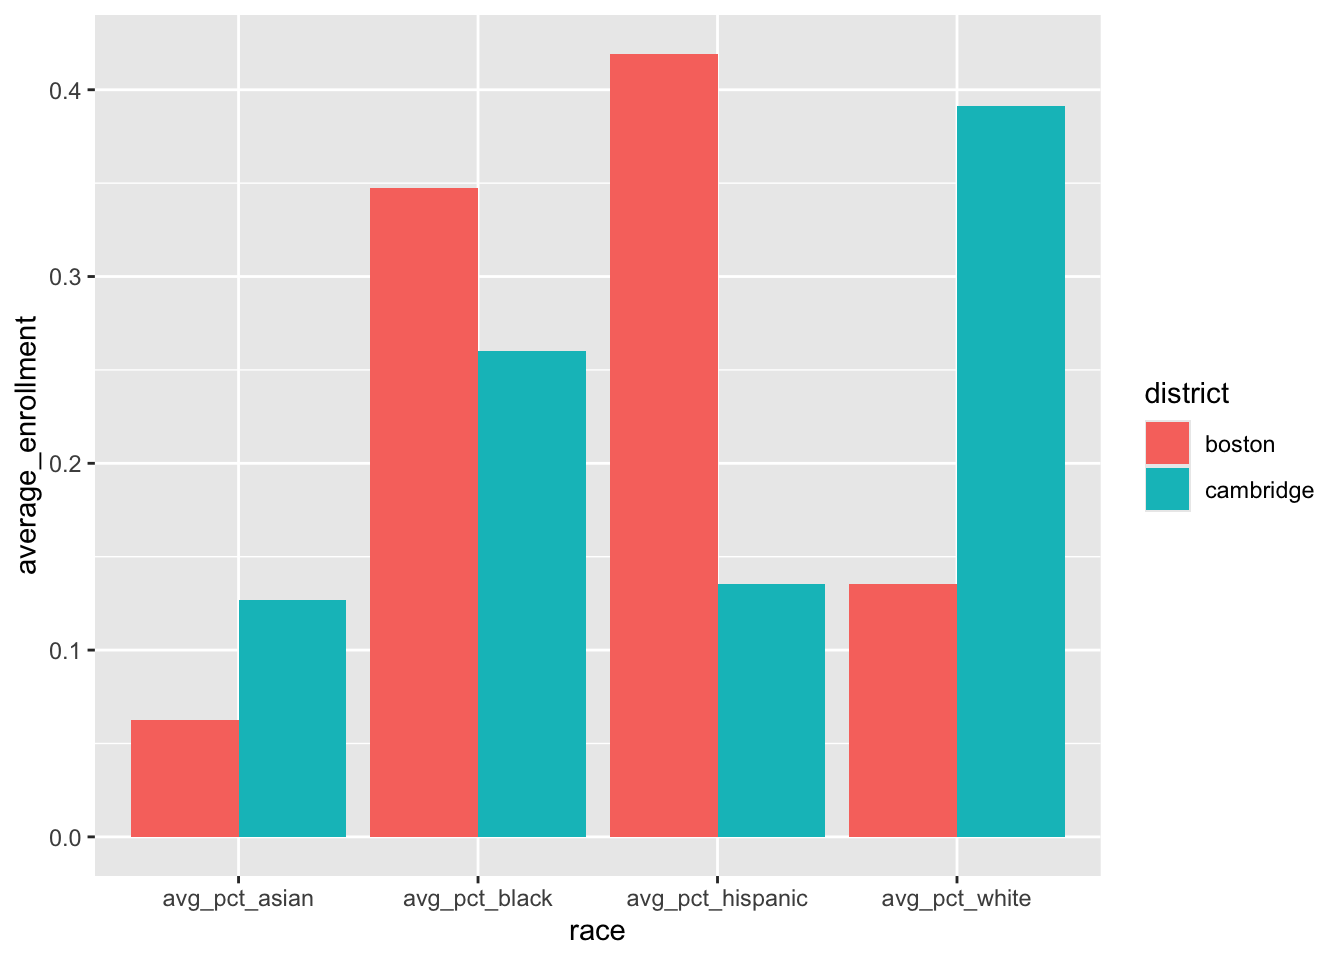 0.4
0.3
0.2
0.1
0.0
average_enrollment
avg_pct_asian
avg_pct_black
avg_pct_hispanic
avg_pct_white
race
district
boston
cambridge